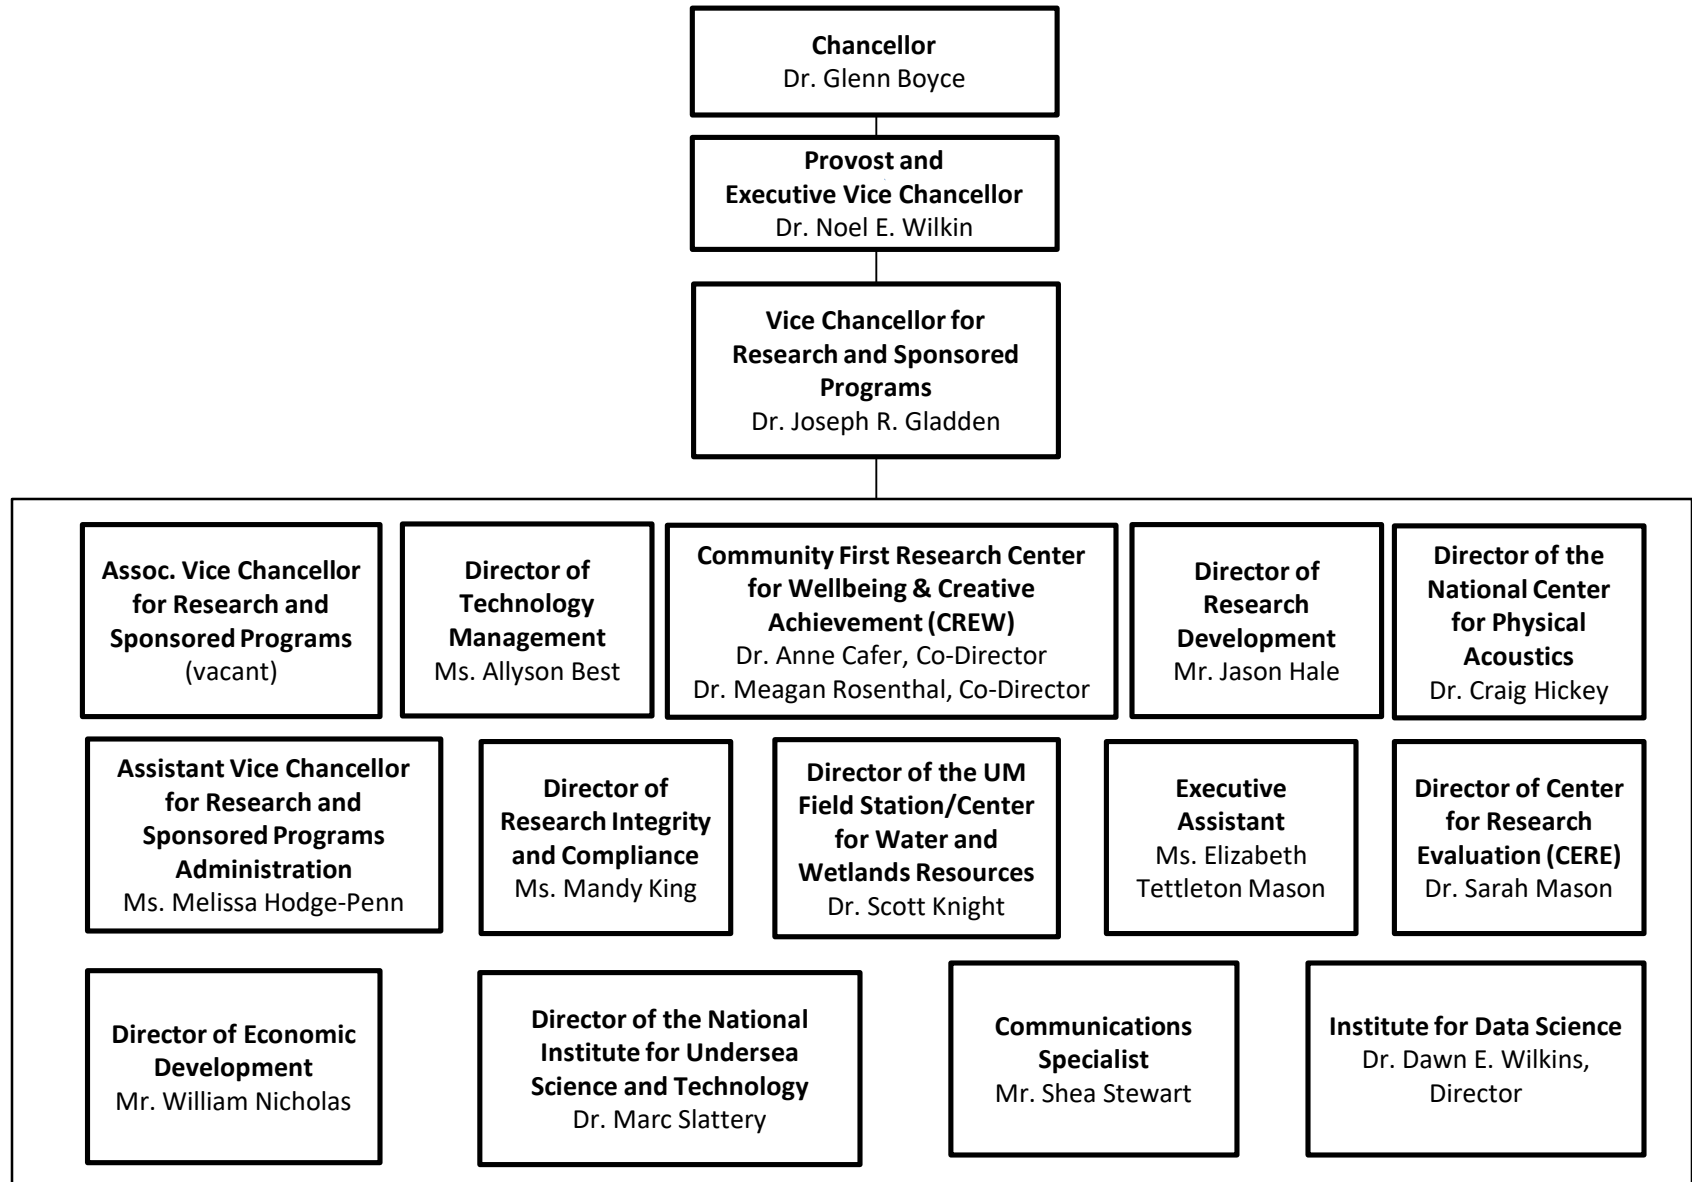 Chancellor
Dr. Glenn Boyce
Provost and
Executive Vice Chancellor
Dr. Noel E. Wilkin
Vice Chancellor for
Research and Sponsored
Programs
Dr. Joseph R. Gladden
Assoc. Vice Chancellor
for Research and
Sponsored Programs
(vacant)
Director of
Technology
Management
Ms. Allyson Best
Community First Research Center
for Wellbeing & Creative
Achievement (CREW)
Dr. Anne Cafer, Co-Director
Dr. Meagan Rosenthal, Co-Director
Director of
Research
Development
Mr. Jason Hale
Director of the
National Center
for Physical
Acoustics
Dr. Craig Hickey
Assistant Vice Chancellor
for Research and
Sponsored Programs
Administration
Ms. Melissa Hodge-Penn
Director of
Research Integrity
and Compliance
Ms. Mandy King
Director of the UM
Field Station/Center
for Water and
Wetlands Resources
Dr. Scott Knight
Executive
Assistant
Ms. Elizabeth
Tettleton Mason
Director of Center
for Research
Evaluation (CERE)
Dr. Sarah Mason
Director of Economic
Development
Mr. William Nicholas
Director of the National
Institute for Undersea
Science and Technology
Dr. Marc Slattery
Communications
Specialist
Mr. Shea Stewart
Institute for Data Science
Dr. Dawn E. Wilkins,
Director